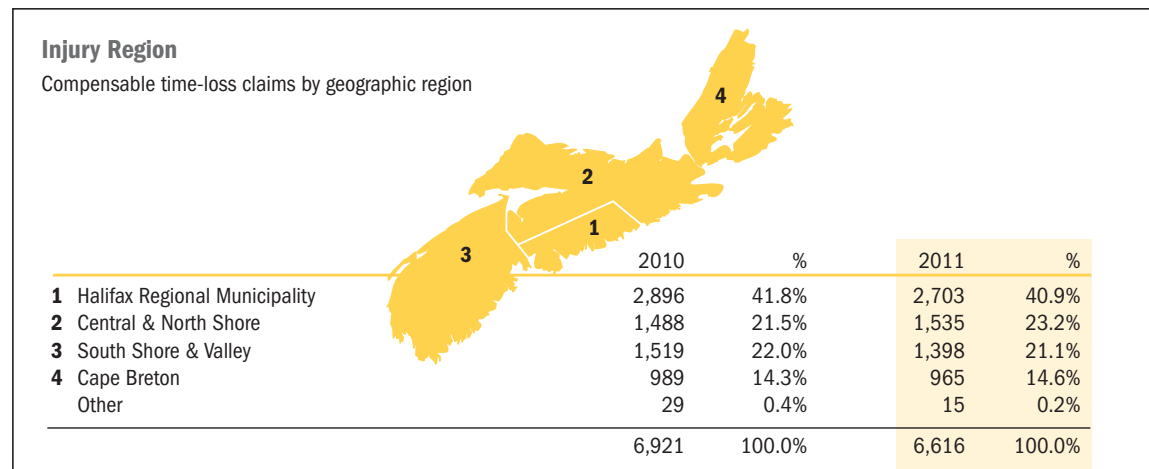 Injury Region
Compensable time-loss claims by geographic region
4
2
1
3
2010 % 2011 %
1 Halifax Regional Municipality 2,896 41.8% 2,703 40.9%
2 Central & North Shore 1,488 21.5% 1,535 23.2%
3 South Shore & Valley 1,519 22.0% 1,398 21.1%
4 Cape Breton 989 14.3% 965 14.6%
Other 29 0.4% 15 0.2%
6,921 100.0% 6,616 100.0%